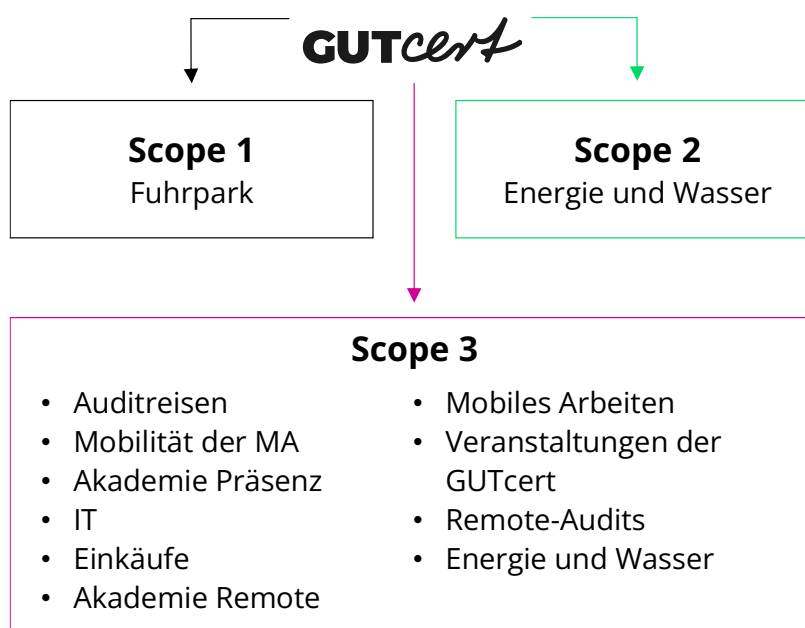 GUTcert
Scope 1
Fuhrpark
Scope 2
Energie und Wasser
Scope 3
• Auditreisen
• Mobilität der MA
• Akademie Präsenz
• IT
• Einkäufe
• Akademie Remote
• Mobiles Arbeiten
• Veranstaltungen der
GUTcert
• Remote-Audits
• Energie und Wasser